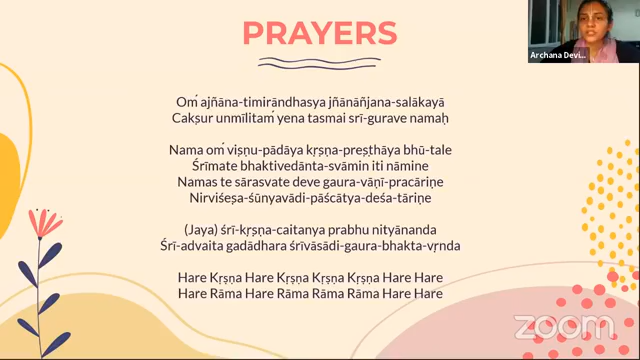 PRAYERS
Archana Devi...
Oṁ ajñāna-timirāndhasya jñānāñjana-salākayā
Cakṣur unmīlitaṁ yena tasmai srī-gurave namaḥ
Nama oṁ viṣṇu-pādāya kṛṣṇa-preṣṭhāya bhū-tale
Śrīmate bhaktivedānta-svāmin iti nāmine
Namas te sārasvate deve gaura-vāṇī-pracāriṇe
Nirviśeṣa-śūnyavādi-pāścātya-deśa-tāriṇe
(Jaya) śrī-kṛṣṇa-caitanya prabhu nityānanda
Śrī-advaita gadādhara śrīvāsādi-gaura-bhakta-vṛnda
Hare Kṛṣṇa Hare Kṛṣṇa Kṛṣṇa Kṛṣṇa Hare Hare
Hare Rāma Hare Rāma Rāma Rāma Hare Hare
zoom